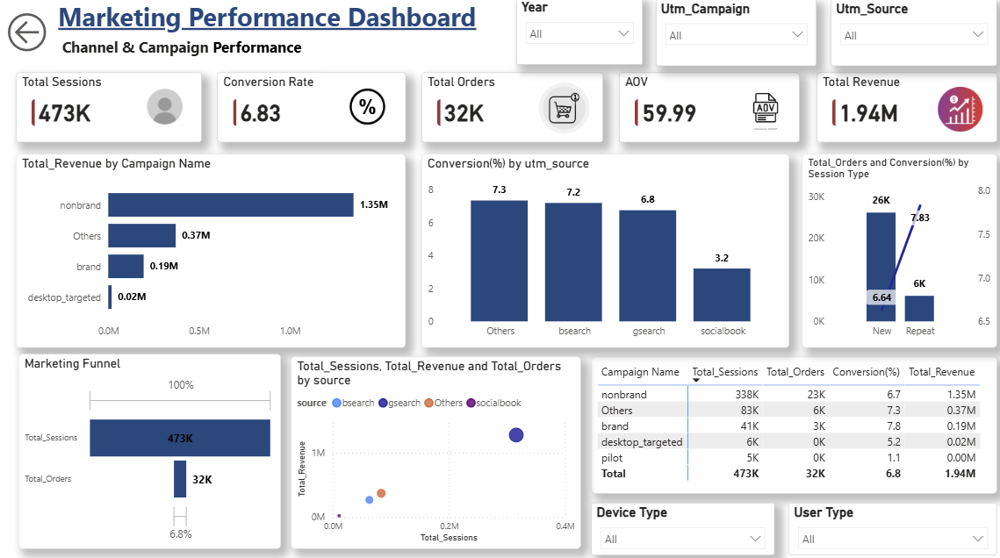 Marketing Performance Dashboard
Channel & Campaign Performance
Year
All
Utm_Campaign
All
Utm_Source
All
Total Sessions
473K
Conversion Rate
6.83
%
Total Orders
32K
1
AOV
59.99
AOV
Total Revenue
1.94M
$
Total_Revenue by Campaign Name
nonbrand 1.35M
Others 0.37M
brand 0.19M
desktop_targeted 0.02M
0.0M 0.5M 1.0M
Conversion(%) by utm_source
8
6
4
2
0
7.3 7.2 6.8 3.2
Others bsearch gsearch socialbook
Total_Orders and Conversion(%) by
Session Type
30K
20K
10K
0K
26K
7.83
6K
6.64
8.0
7.5
7.0
6.5
New Repeat
Marketing Funnel
100%
Total_Sessions 473K
Total_Orders 32K
6.8%
Total_Sessions, Total_Revenue and Total_Orders
by source
source bsearch gsearch Others socialbook
Total_Revenue
1M
0M
0.0M 0.2M 0.4M
Total_Sessions
Campaign Name Total_Sessions Total_Orders Conversion(%) Total_Revenue
nonbrand 338K 23K 6.7 1.35M
Others 83K 6K 7.3 0.37M
brand 41K 3K 7.8 0.19M
desktop_targeted 6K 0K 5.2 0.02M
pilot 5K 0K 1.1 0.00M
Total 473K 32K 6.8 1.94M
Device Type
All
User Type
All